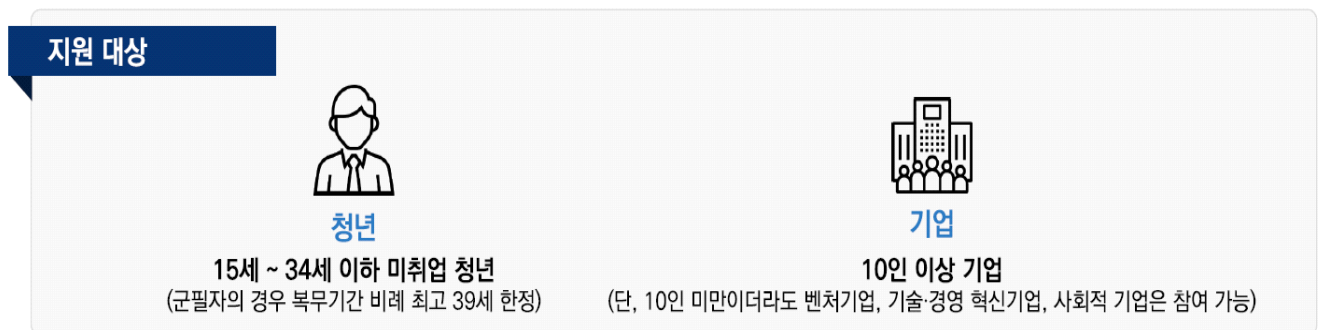 지원 대상
청년
15세 ~ 34세 이하 미취업 청년
(군필자의 경우 복무기간 비례 최고 39세 한정)
기업
10인 이상 기업
(단, 10인 미만이더라도 벤처기업, 기술·경영 혁신기업, 사회적 기업은 참여 가능)